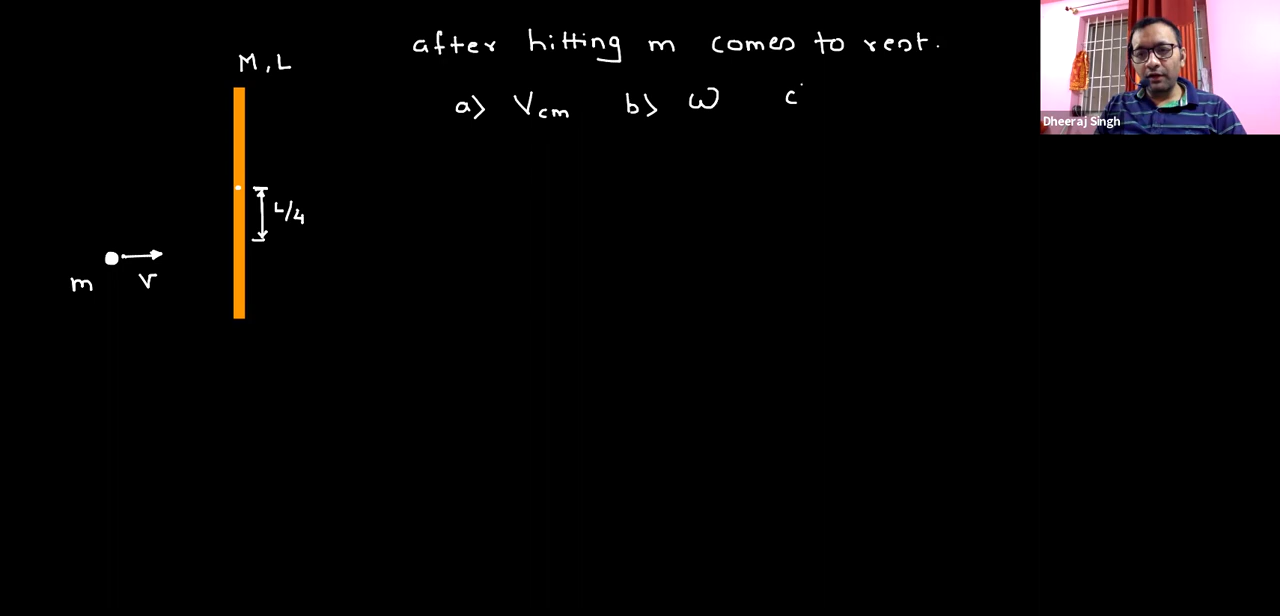 after hitting m comes to rest.
M, L
a) Vcm b) ω c
L/4
m v
Dheeraj Singh